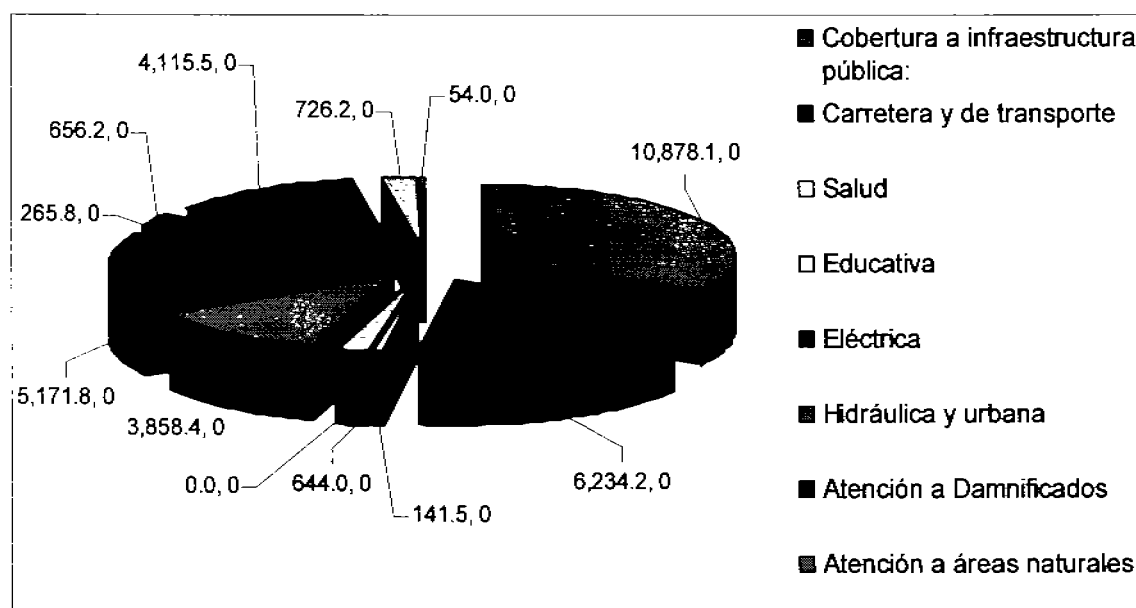 4,115.5, 0
726.2, 0
54.0, 0
656.2, 0
10,878.1, 0
265.8, 0
5,171.8, 0
3,858.4, 0
0.0, 0
644.0, 0
141.5, 0
6,234.2, 0
Cobertura a infraestructura
pública:
Carretera y de transporte
Salud
Educativa
Eléctrica
Hidráulica y urbana
Atención a Damnificados
Atención a áreas naturales